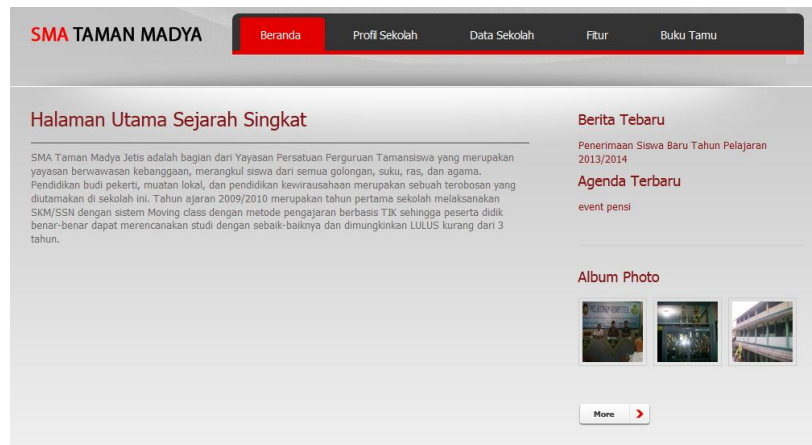 SMA TAMAN MADYA
Beranda
Profil Sekolah
Data Sekolah
Fitur
Buku Tamu
Halaman Utama Sejarah Singkat
SMA Taman Madya Jetis adalah bagian dari Yayasan Persatuan Perguruan Tamansiswa yang merupakan
yayasan berwawasan kebanggaan, merangkul siswa dari semua golongan, suku, ras, dan agama.
Pendidikan budi pekerti, muatan lokal, dan pendidikan kewirausahaan merupakan sebuah terobosan yang
diutamakan di sekolah ini. Tahun ajaran 2009/2010 merupakan tahun pertama sekolah melaksanakan
SKM/SSN dengan sistem Moving class dengan metode pengajaran berbasis TIK sehingga peserta didik
benar-benar dapat merencanakan studi dengan sebaik-baiknya dan dimungkinkan LULUS kurang dari 3
tahun.
Berita Tebaru
Penerimaan Siswa Baru Tahun Pelajaran
2013/2014
Agenda Terbaru
event pensi
Album Photo
PELATIHAN KOMPUTER
More